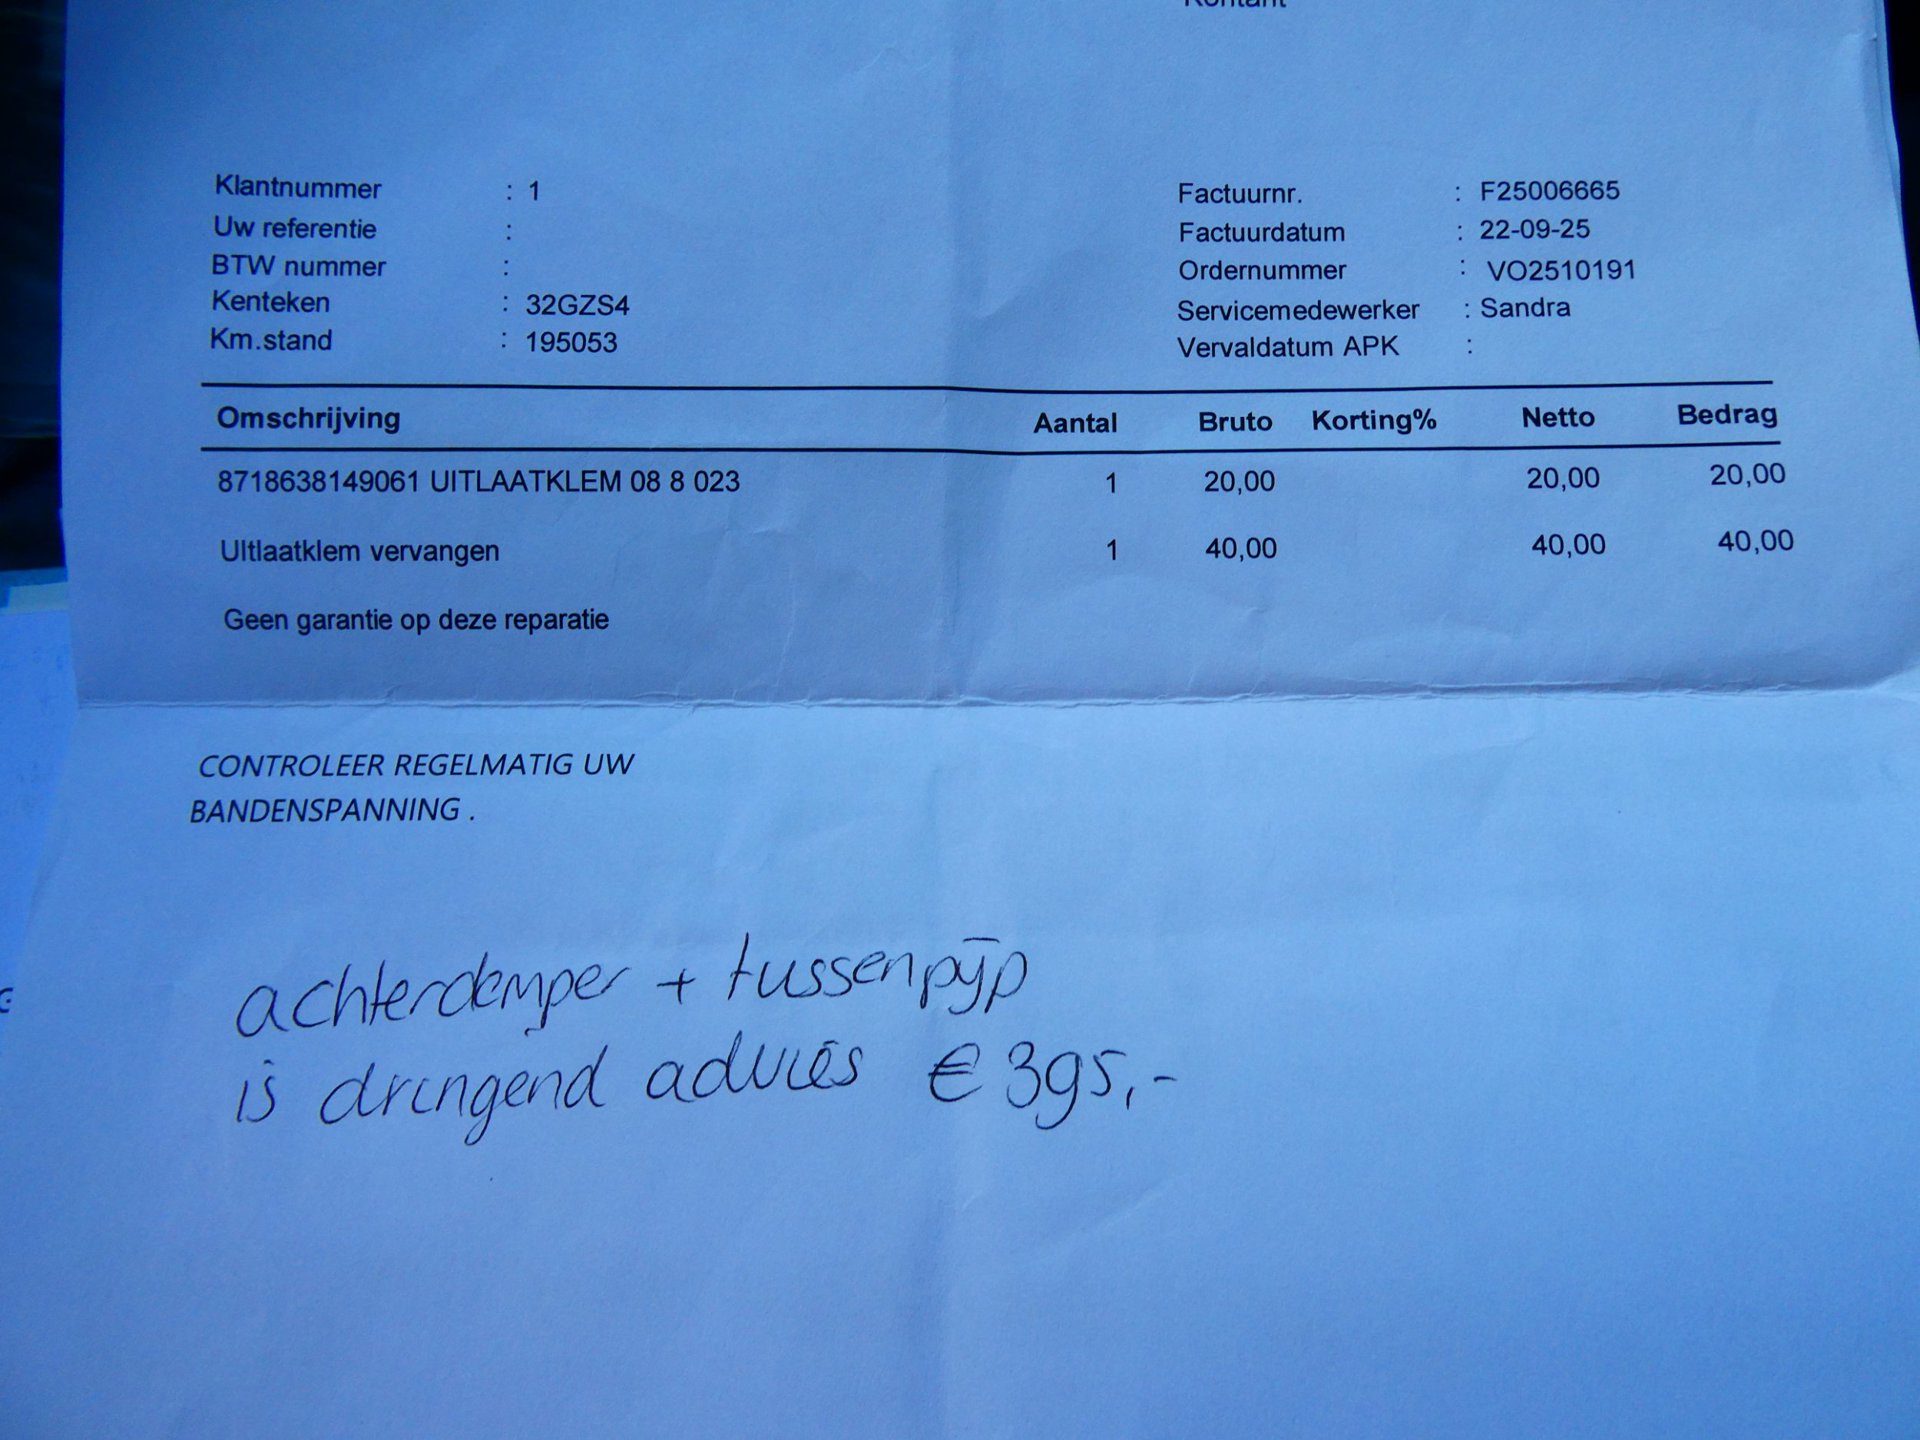 Kontant
Klantnummer : 1
Uw referentie :
BTW nummer :
Kenteken : 32GZS4
Km.stand : 195053
Factuurnr. : F25006665
Factuurdatum : 22-09-25
Ordernummer : VO2510191
Servicemedewerker : Sandra
Vervaldatum APK :
Omschrijving Aantal Bruto Korting% Netto Bedrag
8718638149061 UITLAATKLEM 08 8 023 1 20,00 20,00 20,00
UItlaatklem vervangen 1 40,00 40,00 40,00
Geen garantie op deze reparatie
CONTROLEER REGELMATIG UW
BANDENSPANNING .
achterdemper + tussenpijp
is dringend advies € 395,-